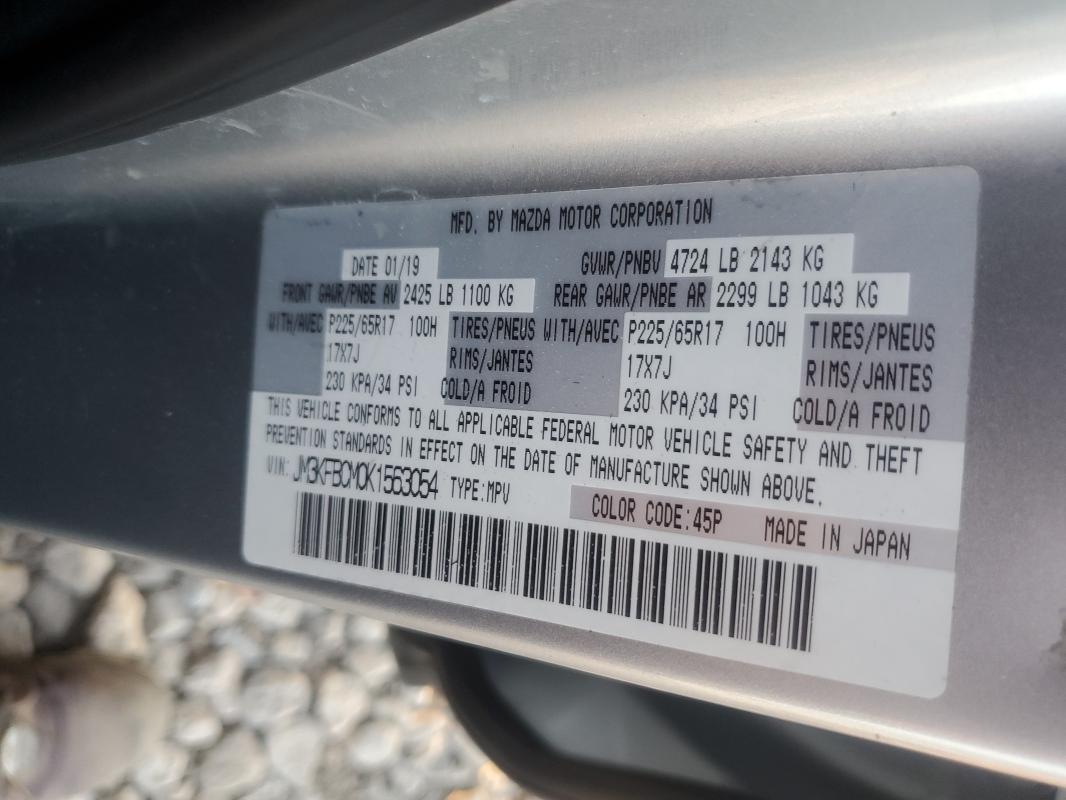 MFD. BY MAZDA MOTOR CORPORATION
DATE 01/19 GVWR/PNBV 4724 LB 2143 KG
FRONT GAWR/PNBE AV 2425 LB 1100 KG REAR GAWR/PNBE AR 2299 LB 1043 KG
WITH/AVEC P225/65R17 100H TIRES/PNEUS WITH/AVEC P225/65R17 100H TIRES/PNEUS
17X7J RIMS/JANTES 17X7J RIMS/JANTES
230 KPA/34 PSI COLD/A FROID 230 KPA/34 PSI COLD/A FROID
THIS VEHICLE CONFORMS TO ALL APPLICABLE FEDERAL MOTOR VEHICLE SAFETY AND THEFT
PREVENTION STANDARDS IN EFFECT ON THE DATE OF MANUFACTURE SHOWN ABOVE.
VIN: JM3KFBCM0K1563054 TYPE:MPV
COLOR CODE:45P MADE IN JAPAN